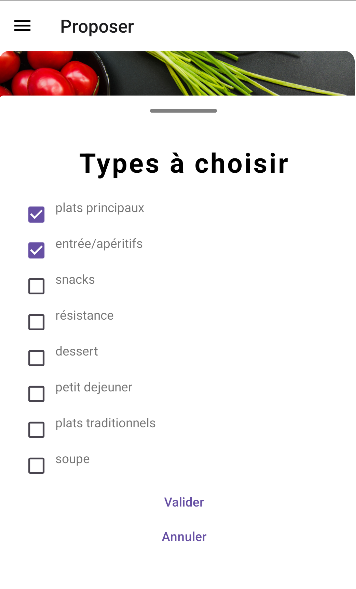 Proposer
Types à choisir
plats principaux
entrée/apéritifs
snacks
résistance
dessert
petit dejeuner
plats traditionnels
soupe
Valider
Annuler